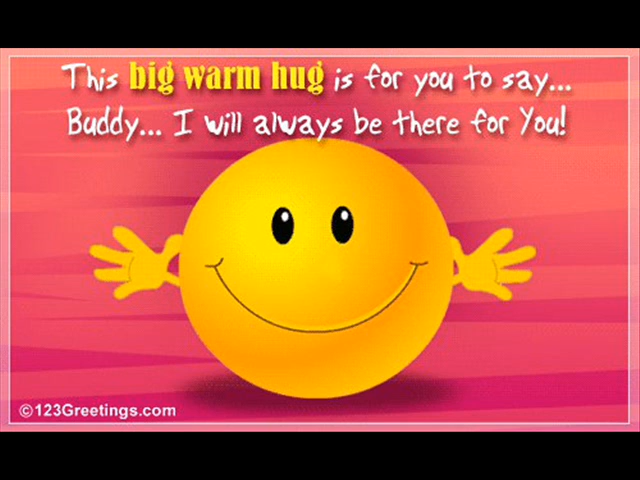 This big warm hug is for you to say...
Buddy... I will always be there for You!
©123Greetings.com